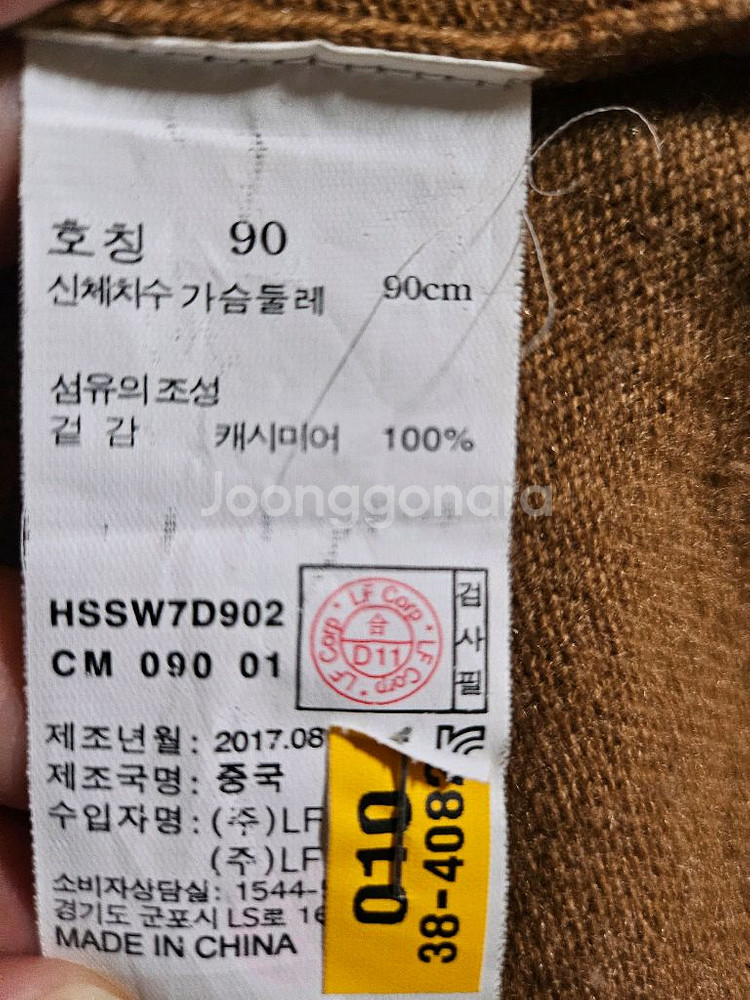 호칭 90
신체치수 가슴둘레 90cm
섬유의 조성
겉 감 캐시미어 100%
Joonggonara
HSSW7D902
CM 090 01
LF Corp · LF Corp · LF Corp
合
D11
검사필
제조년월 : 2017.08
제조국명 : 중국
수입자명 : (주)LF
(주)LF
소비자상담실 : 1544-
경기도 군포시 LS로 16
MADE IN CHINA
010
38-408